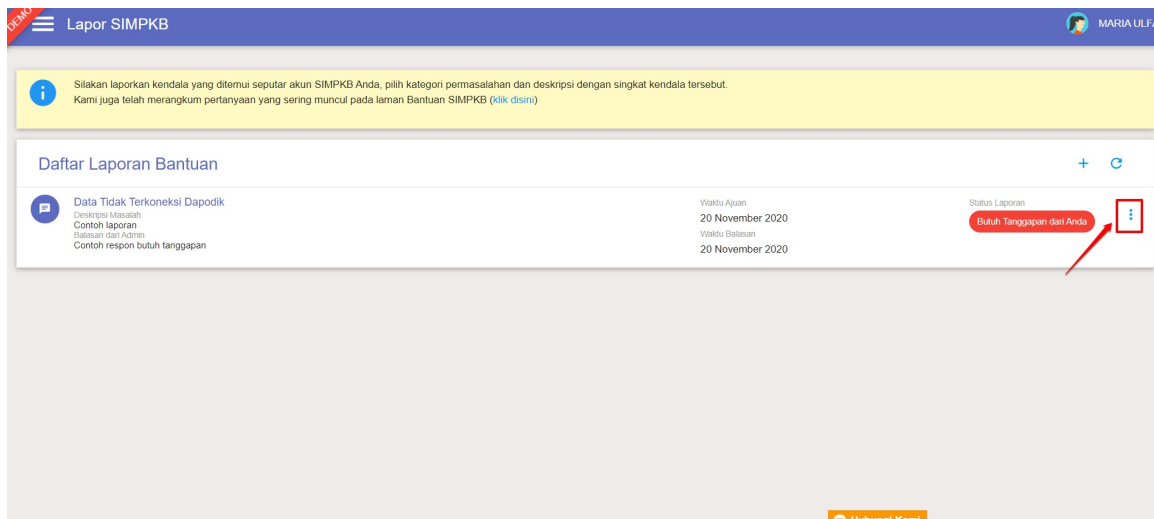 DEMO
Lapor SIMPKB
MARIA ULFA
Silakan laporkan kendala yang ditemui seputar akun SIMPKB Anda, pilih kategori permasalahan dan deskripsi dengan singkat kendala tersebut.
Kami juga telah merangkum pertanyaan yang sering muncul pada laman Bantuan SIMPKB (klik disini)
Daftar Laporan Bantuan
Data Tidak Terkoneksi Dapodik
Deskripsi Masalah
Contoh laporan
Balasan dari Admin
Contoh respon butuh tanggapan
Waktu Ajuan
20 November 2020
Waktu Balasan
20 November 2020
Status Laporan
Butuh Tanggapan dari Anda
Hubungi Kami